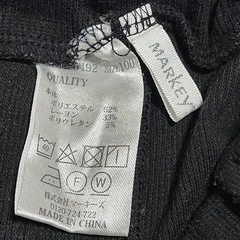 5492 SIZE100
QUALITY
本体
ポリエステル 62%
レーヨン 33%
ポリウレタン 5%
株式会社マーキーズ
0120-724-722
MADE IN CHINA
MARKEY